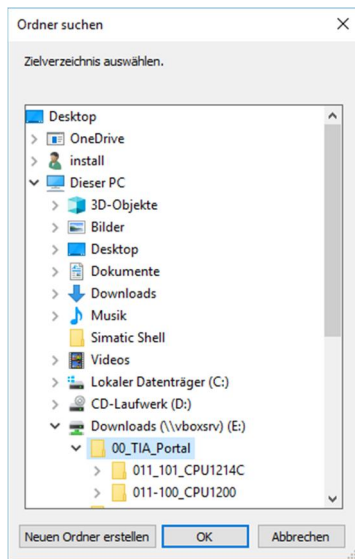 Ordner suchen
Zielverzeichnis auswählen.
Desktop
OneDrive
install
Dieser PC
3D-Objekte
Bilder
Desktop
Dokumente
Downloads
Musik
Simatic Shell
Videos
Lokaler Datenträger (C:)
CD-Laufwerk (D:)
Downloads (\\vboxsrv) (E:)
00_TIA_Portal
011_101_CPU1214C
011-100_CPU1200
Neuen Ordner erstellen OK Abbrechen